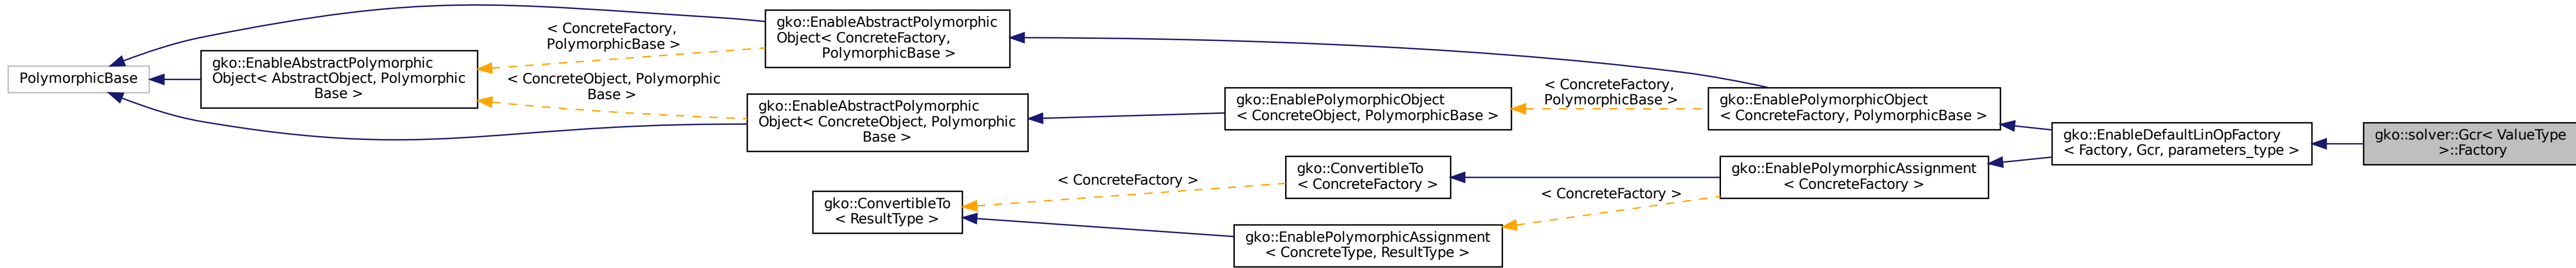 PolymorphicBase
gko::EnableAbstractPolymorphic
Object< AbstractObject, Polymorphic
Base >
< ConcreteFactory,
PolymorphicBase >
< ConcreteObject, Polymorphic
Base >
gko::EnableAbstractPolymorphic
Object< ConcreteFactory,
PolymorphicBase >
gko::EnableAbstractPolymorphic
Object< ConcreteObject, Polymorphic
Base >
gko::ConvertibleTo
< ResultType >
< ConcreteFactory >
gko::EnablePolymorphicObject
< ConcreteObject, PolymorphicBase >
gko::ConvertibleTo
< ConcreteFactory >
gko::EnablePolymorphicAssignment
< ConcreteType, ResultType >
< ConcreteFactory,
PolymorphicBase >
< ConcreteFactory >
gko::EnablePolymorphicObject
< ConcreteFactory, PolymorphicBase >
gko::EnablePolymorphicAssignment
< ConcreteFactory >
gko::EnableDefaultLinOpFactory
< Factory, Gcr, parameters_type >
gko::solver::Gcr< ValueType
>::Factory